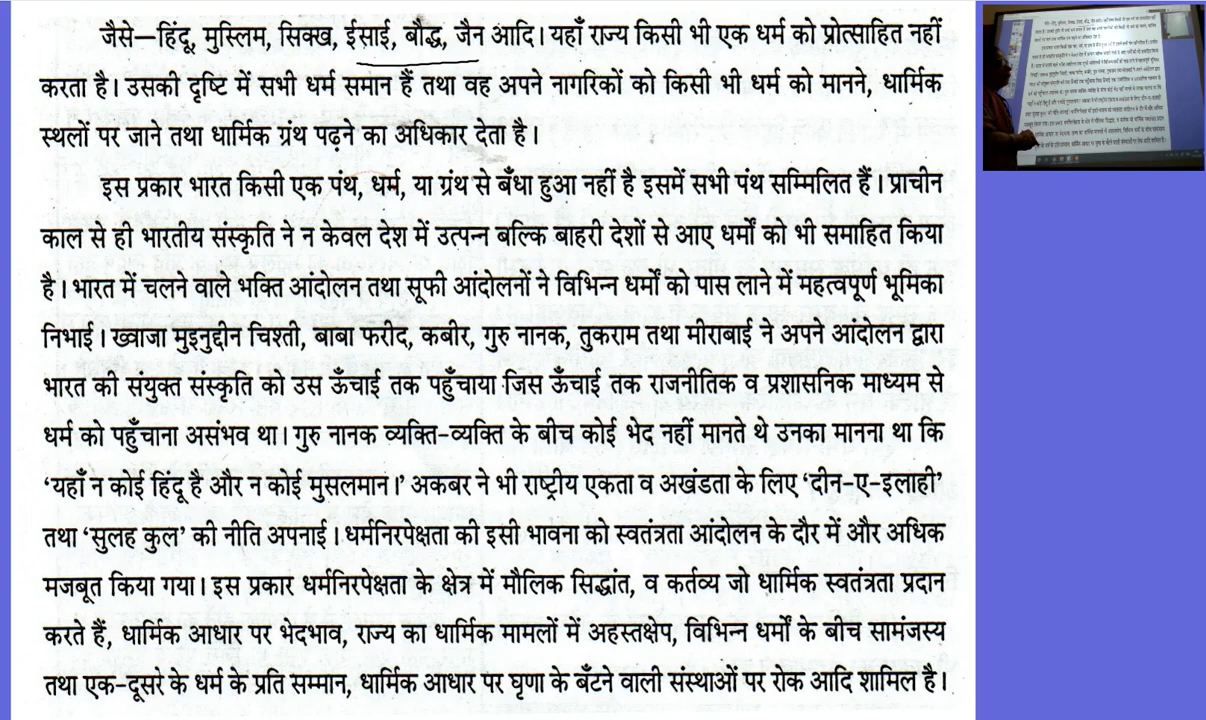 जैसे—हिंदू, मुस्लिम, सिक्ख, ईसाई, बौद्ध, जैन आदि। यहाँ राज्य किसी भी एक धर्म को प्रोत्साहित नहीं
करता है। उसकी दृष्टि में सभी धर्म समान हैं तथा वह अपने नागरिकों को किसी भी धर्म को मानने, धार्मिक
स्थलों पर जाने तथा धार्मिक ग्रंथ पढ़ने का अधिकार देता है।
इस प्रकार भारत किसी एक पंथ, धर्म, या ग्रंथ से बँधा हुआ नहीं है इसमें सभी पंथ सम्मिलित हैं। प्राचीन
काल से ही भारतीय संस्कृति ने न केवल देश में उत्पन्न बल्कि बाहरी देशों से आए धर्मों को भी समाहित किया
है। भारत में चलने वाले भक्ति आंदोलन तथा सूफी आंदोलनों ने विभिन्न धर्मों को पास लाने में महत्वपूर्ण भूमिका
निभाई। ख्वाजा मुइनुद्दीन चिश्ती, बाबा फरीद, कबीर, गुरु नानक, तुकराम तथा मीराबाई ने अपने आंदोलन द्वारा
भारत की संयुक्त संस्कृति को उस ऊँचाई तक पहुँचाया जिस ऊँचाई तक राजनीतिक व प्रशासनिक माध्यम से
धर्म को पहुँचाना असंभव था। गुरु नानक व्यक्ति-व्यक्ति के बीच कोई भेद नहीं मानते थे उनका मानना था कि
‘यहाँ न कोई हिंदू है और न कोई मुसलमान।’ अकबर ने भी राष्ट्रीय एकता व अखंडता के लिए ‘दीन-ए-इलाही’
तथा ‘सुलह कुल’ की नीति अपनाई। धर्मनिरपेक्षता की इसी भावना को स्वतंत्रता आंदोलन के दौर में और अधिक
मजबूत किया गया। इस प्रकार धर्मनिरपेक्षता के क्षेत्र में मौलिक सिद्धांत, व कर्तव्य जो धार्मिक स्वतंत्रता प्रदान
करते हैं, धार्मिक आधार पर भेदभाव, राज्य का धार्मिक मामलों में अहस्तक्षेप, विभिन्न धर्मों के बीच सामंजस्य
तथा एक-दूसरे के धर्म के प्रति सम्मान, धार्मिक आधार पर घृणा के बँटने वाली संस्थाओं पर रोक आदि शामिल है।